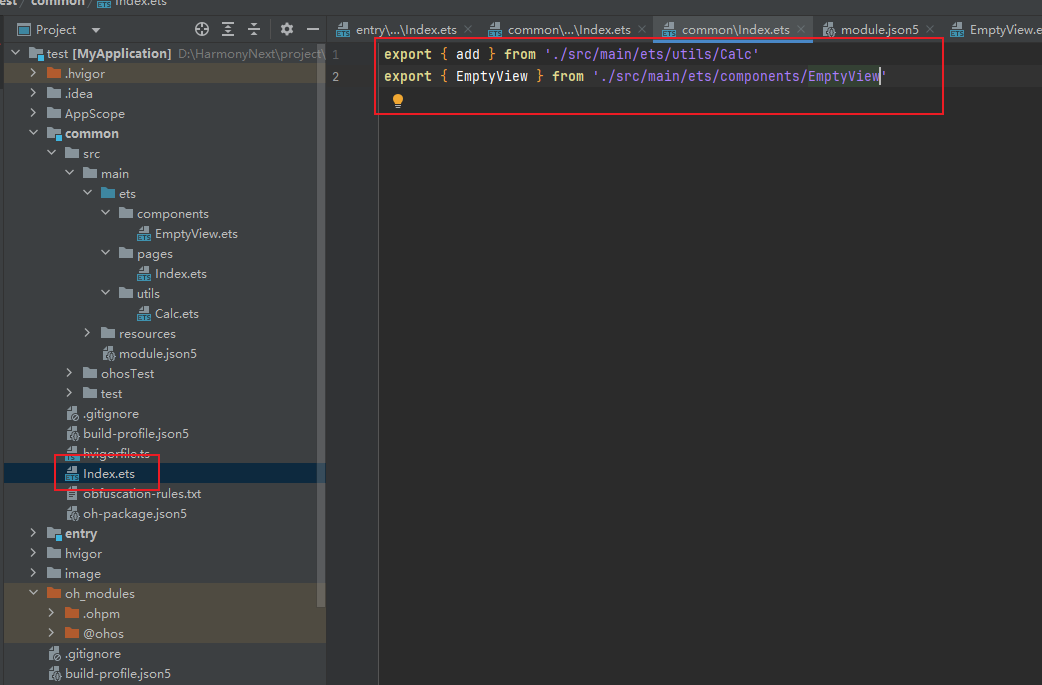 est / common / Index.ets
Project
entry\...\Index.ets
common\...\Index.ets
common\Index.ets
module.json5
EmptyView.e
test [MyApplication] D:\HarmonyNext\project\
.hvigor
.idea
AppScope
common
src
main
ets
components
EmptyView.ets
pages
Index.ets
utils
Calc.ets
resources
module.json5
ohosTest
test
.gitignore
build-profile.json5
hvigorfile.ts
Index.ets
obfuscation-rules.txt
oh-package.json5
entry
hvigor
image
oh_modules
.ohpm
@ohos
.gitignore
build-profile.json5
1 export { add } from './src/main/ets/utils/Calc'
2 export { EmptyView } from './src/main/ets/components/EmptyView'